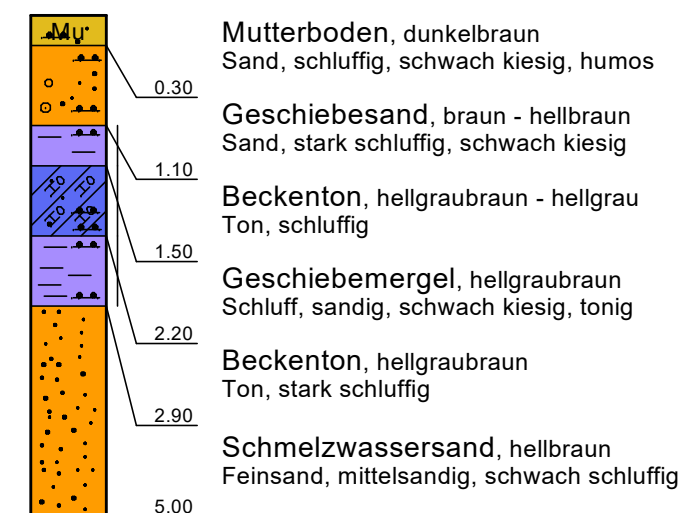 Mu
Mutterboden, dunkelbraun
Sand, schluffig, schwach kiesig, humos
0.30
Geschiebesand, braun - hellbraun
Sand, stark schluffig, schwach kiesig
1.10
Beckenton, hellgraubraun - hellgrau
Ton, schluffig
1.50
Geschiebemergel, hellgraubraun
Schluff, sandig, schwach kiesig, tonig
2.20
Beckenton, hellgraubraun
Ton, stark schluffig
2.90
Schmelzwassersand, hellbraun
Feinsand, mittelsandig, schwach schluffig
5.00